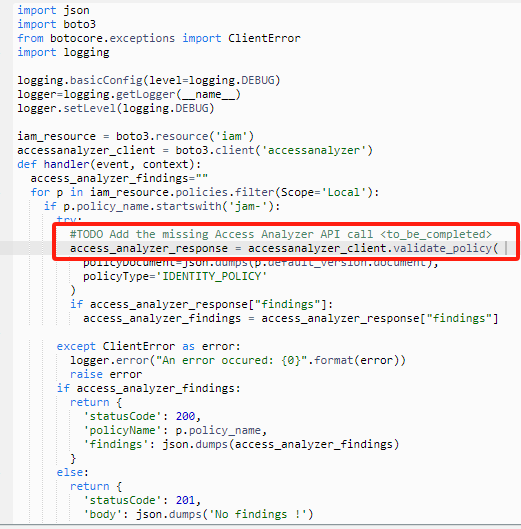 import json
import boto3
from botocore.exceptions import ClientError
import logging
logging.basicConfig(level=logging.DEBUG)
logger=logging.getLogger(__name__)
logger.setLevel(logging.DEBUG)
iam_resource = boto3.resource('iam')
accessanalyzer_client = boto3.client('accessanalyzer')
def handler(event, context):
  access_analyzer_findings=""
  for p in iam_resource.policies.filter(Scope='Local'):
    if p.policy_name.startswith('jam-'):
      try:
        #TODO Add the missing Access Analyzer API call <to_be_completed>
        access_analyzer_response = accessanalyzer_client.validate_policy(
          policyDocument=json.dumps(p.default_version.document),
          policyType='IDENTITY_POLICY'
        )
        if access_analyzer_response["findings"]:
          access_analyzer_findings = access_analyzer_response["findings"]
      except ClientError as error:
        logger.error("An error occured: {0}".format(error))
        raise error
      if access_analyzer_findings:
        return {
          'statusCode': 200,
          'policyName': p.policy_name,
          'findings': json.dumps(access_analyzer_findings)
        }
      else:
        return {
          'statusCode': 201,
          'body': json.dumps('No findings !')